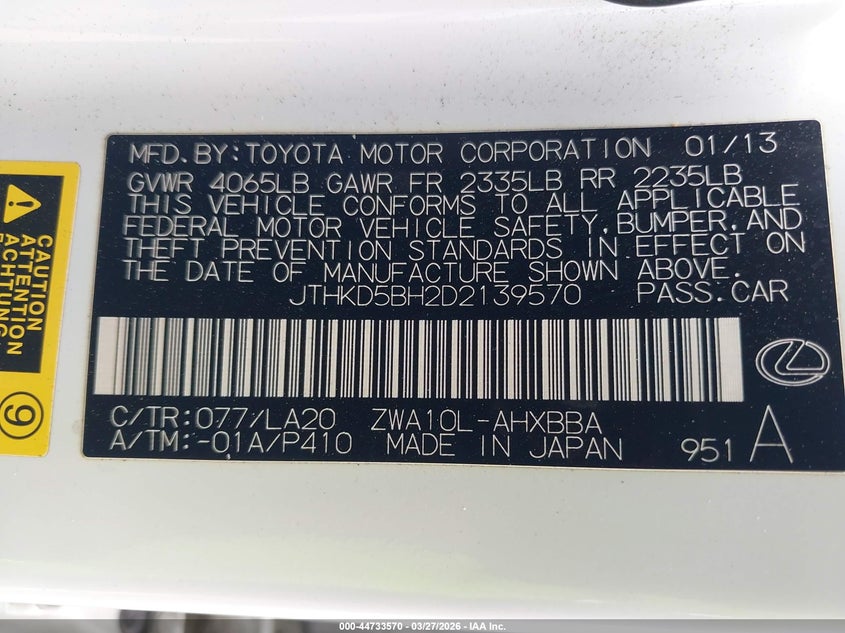 MFD.BY:TOYOTA MOTOR CORPORATION 01/13
GVWR 4065LB GAWR FR 2335LB RR 2235LB
THIS VEHICLE CONFORMS TO ALL APPLICABLE
FEDERAL MOTOR VEHICLE SAFETY,BUMPER,AND
THEFT PREVENTION STANDARDS IN EFFECT ON
THE DATE OF MANUFACTURE SHOWN ABOVE.
JTHKD5BH2D2139570 PASS.CAR
C/TR:077/LA20 ZWA10L-AHXBBA
A/TM:-01A/P410 MADE IN JAPAN 951A
CAUTION
ATTENTION
ACHTUNG
9
000-44733570 | 03/27/2026 - IAA Inc.